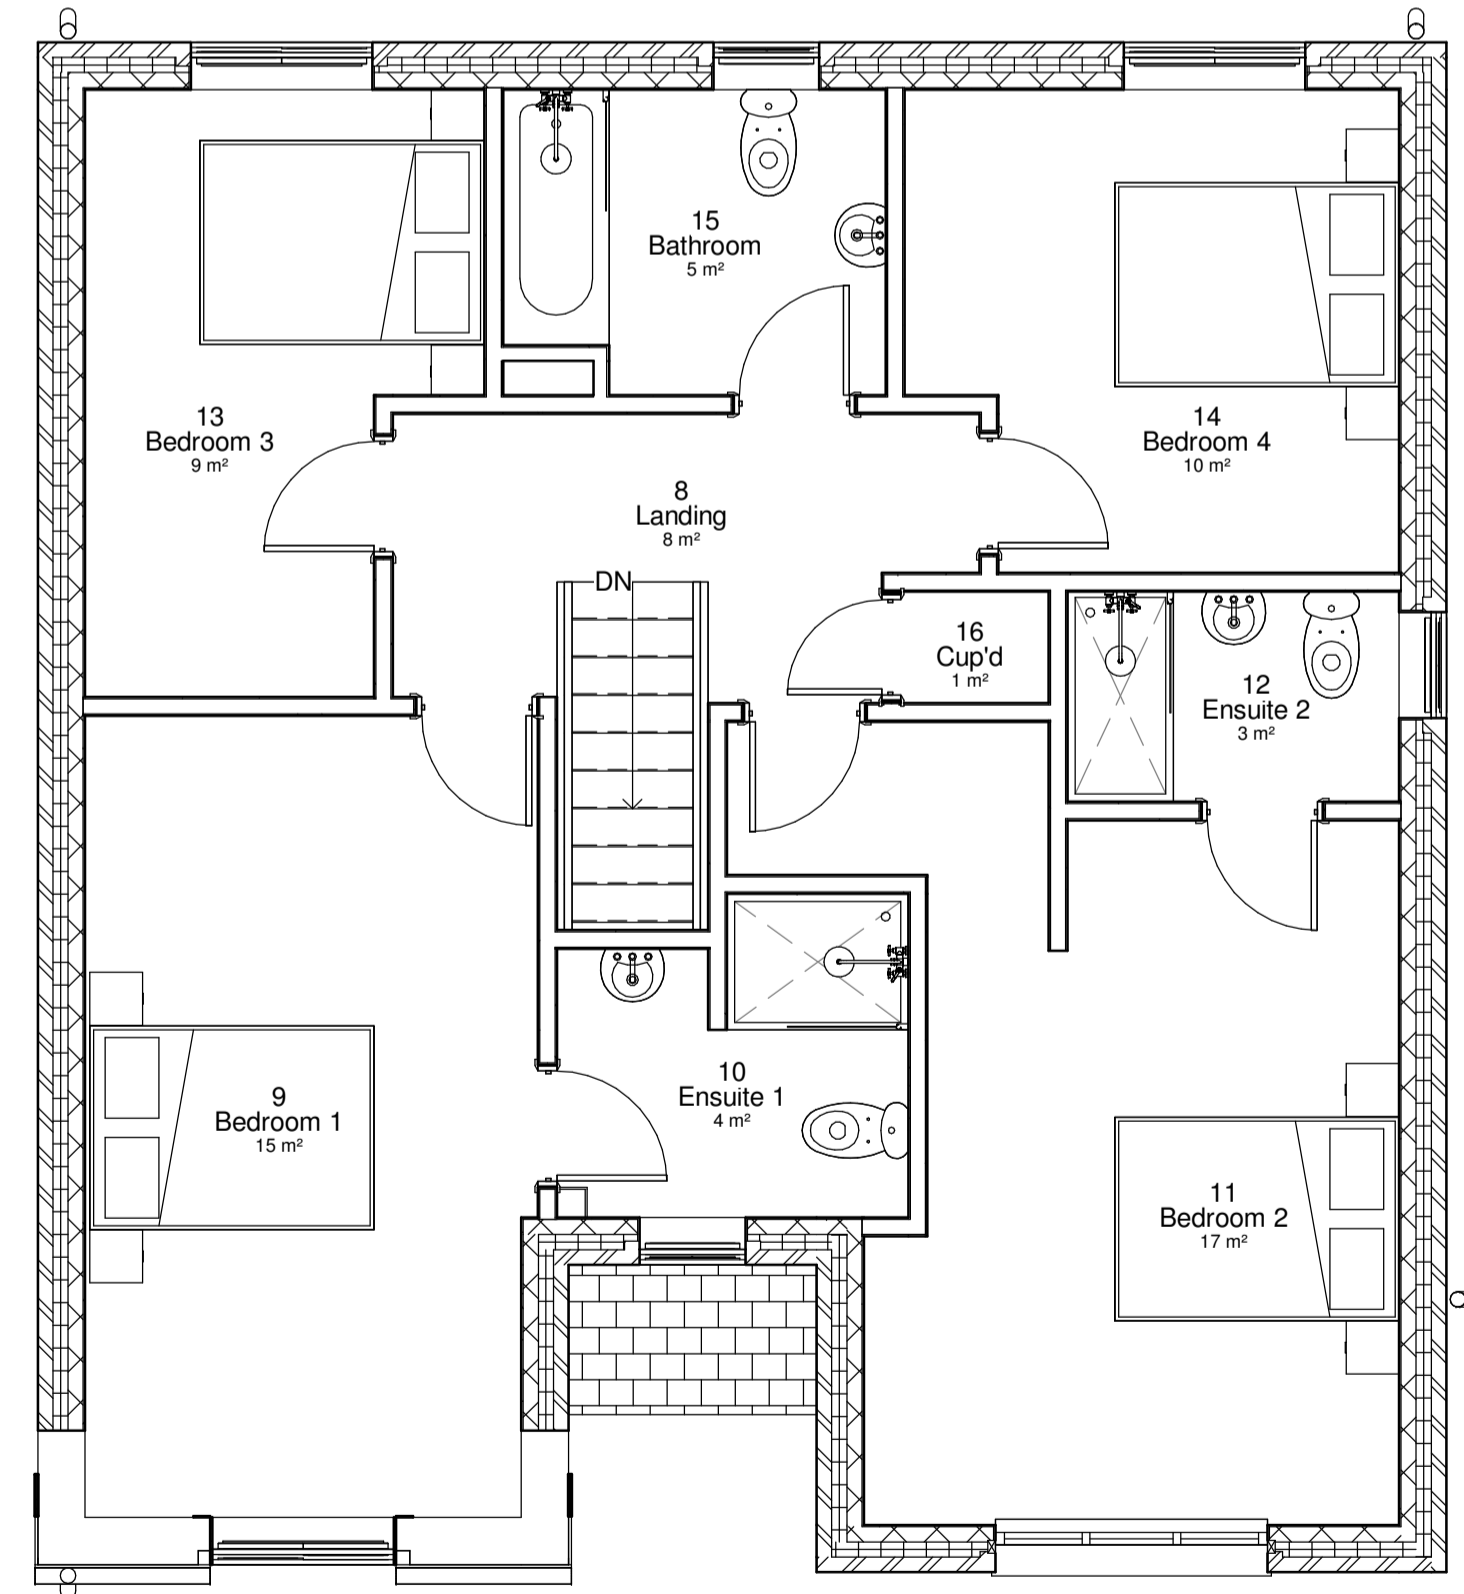 15
Bathroom
5 m²
13
Bedroom 3
9 m²
14
Bedroom 4
10 m²
8
Landing
8 m²
DN
16
Cup'd
1 m²
12
Ensuite 2
3 m²
10
Ensuite 1
4 m²
9
Bedroom 1
15 m²
11
Bedroom 2
17 m²